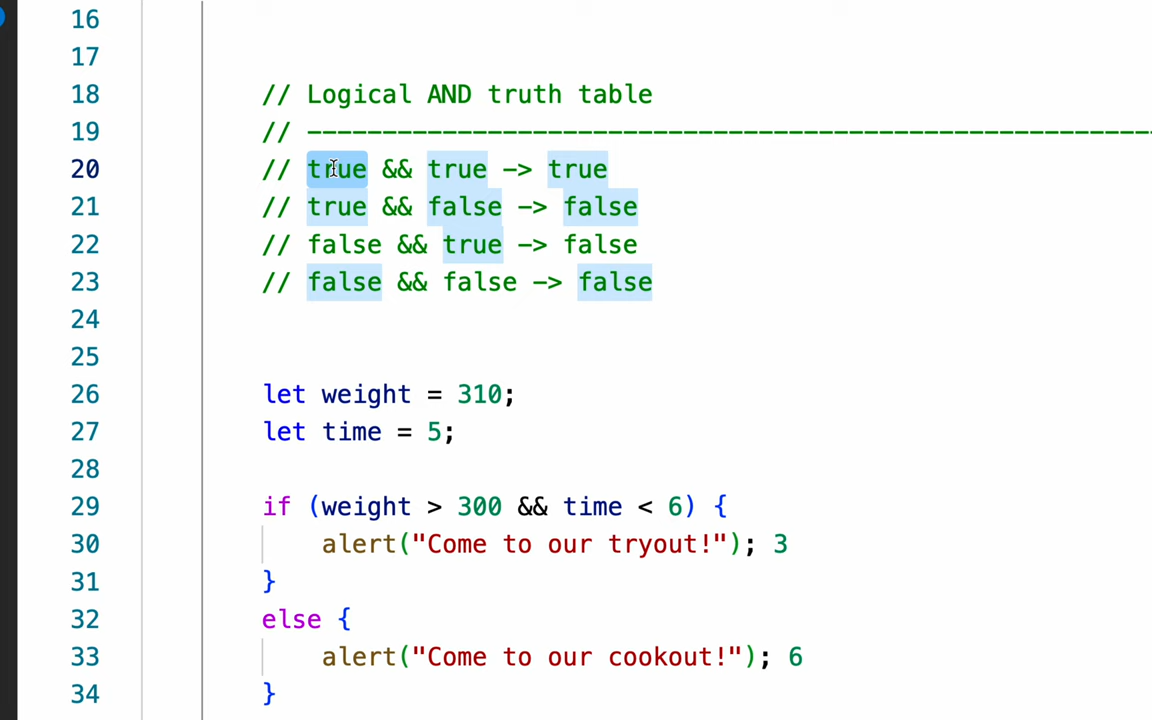 16
17
18 // Logical AND truth table
19 // ---------------------------------------------------------
20 // true && true -> true
21 // true && false -> false
22 // false && true -> false
23 // false && false -> false
24
25
26 let weight = 310;
27 let time = 5;
28
29 if (weight > 300 && time < 6) {
30 alert("Come to our tryout!"); 3
31 }
32 else {
33 alert("Come to our cookout!"); 6
34 }